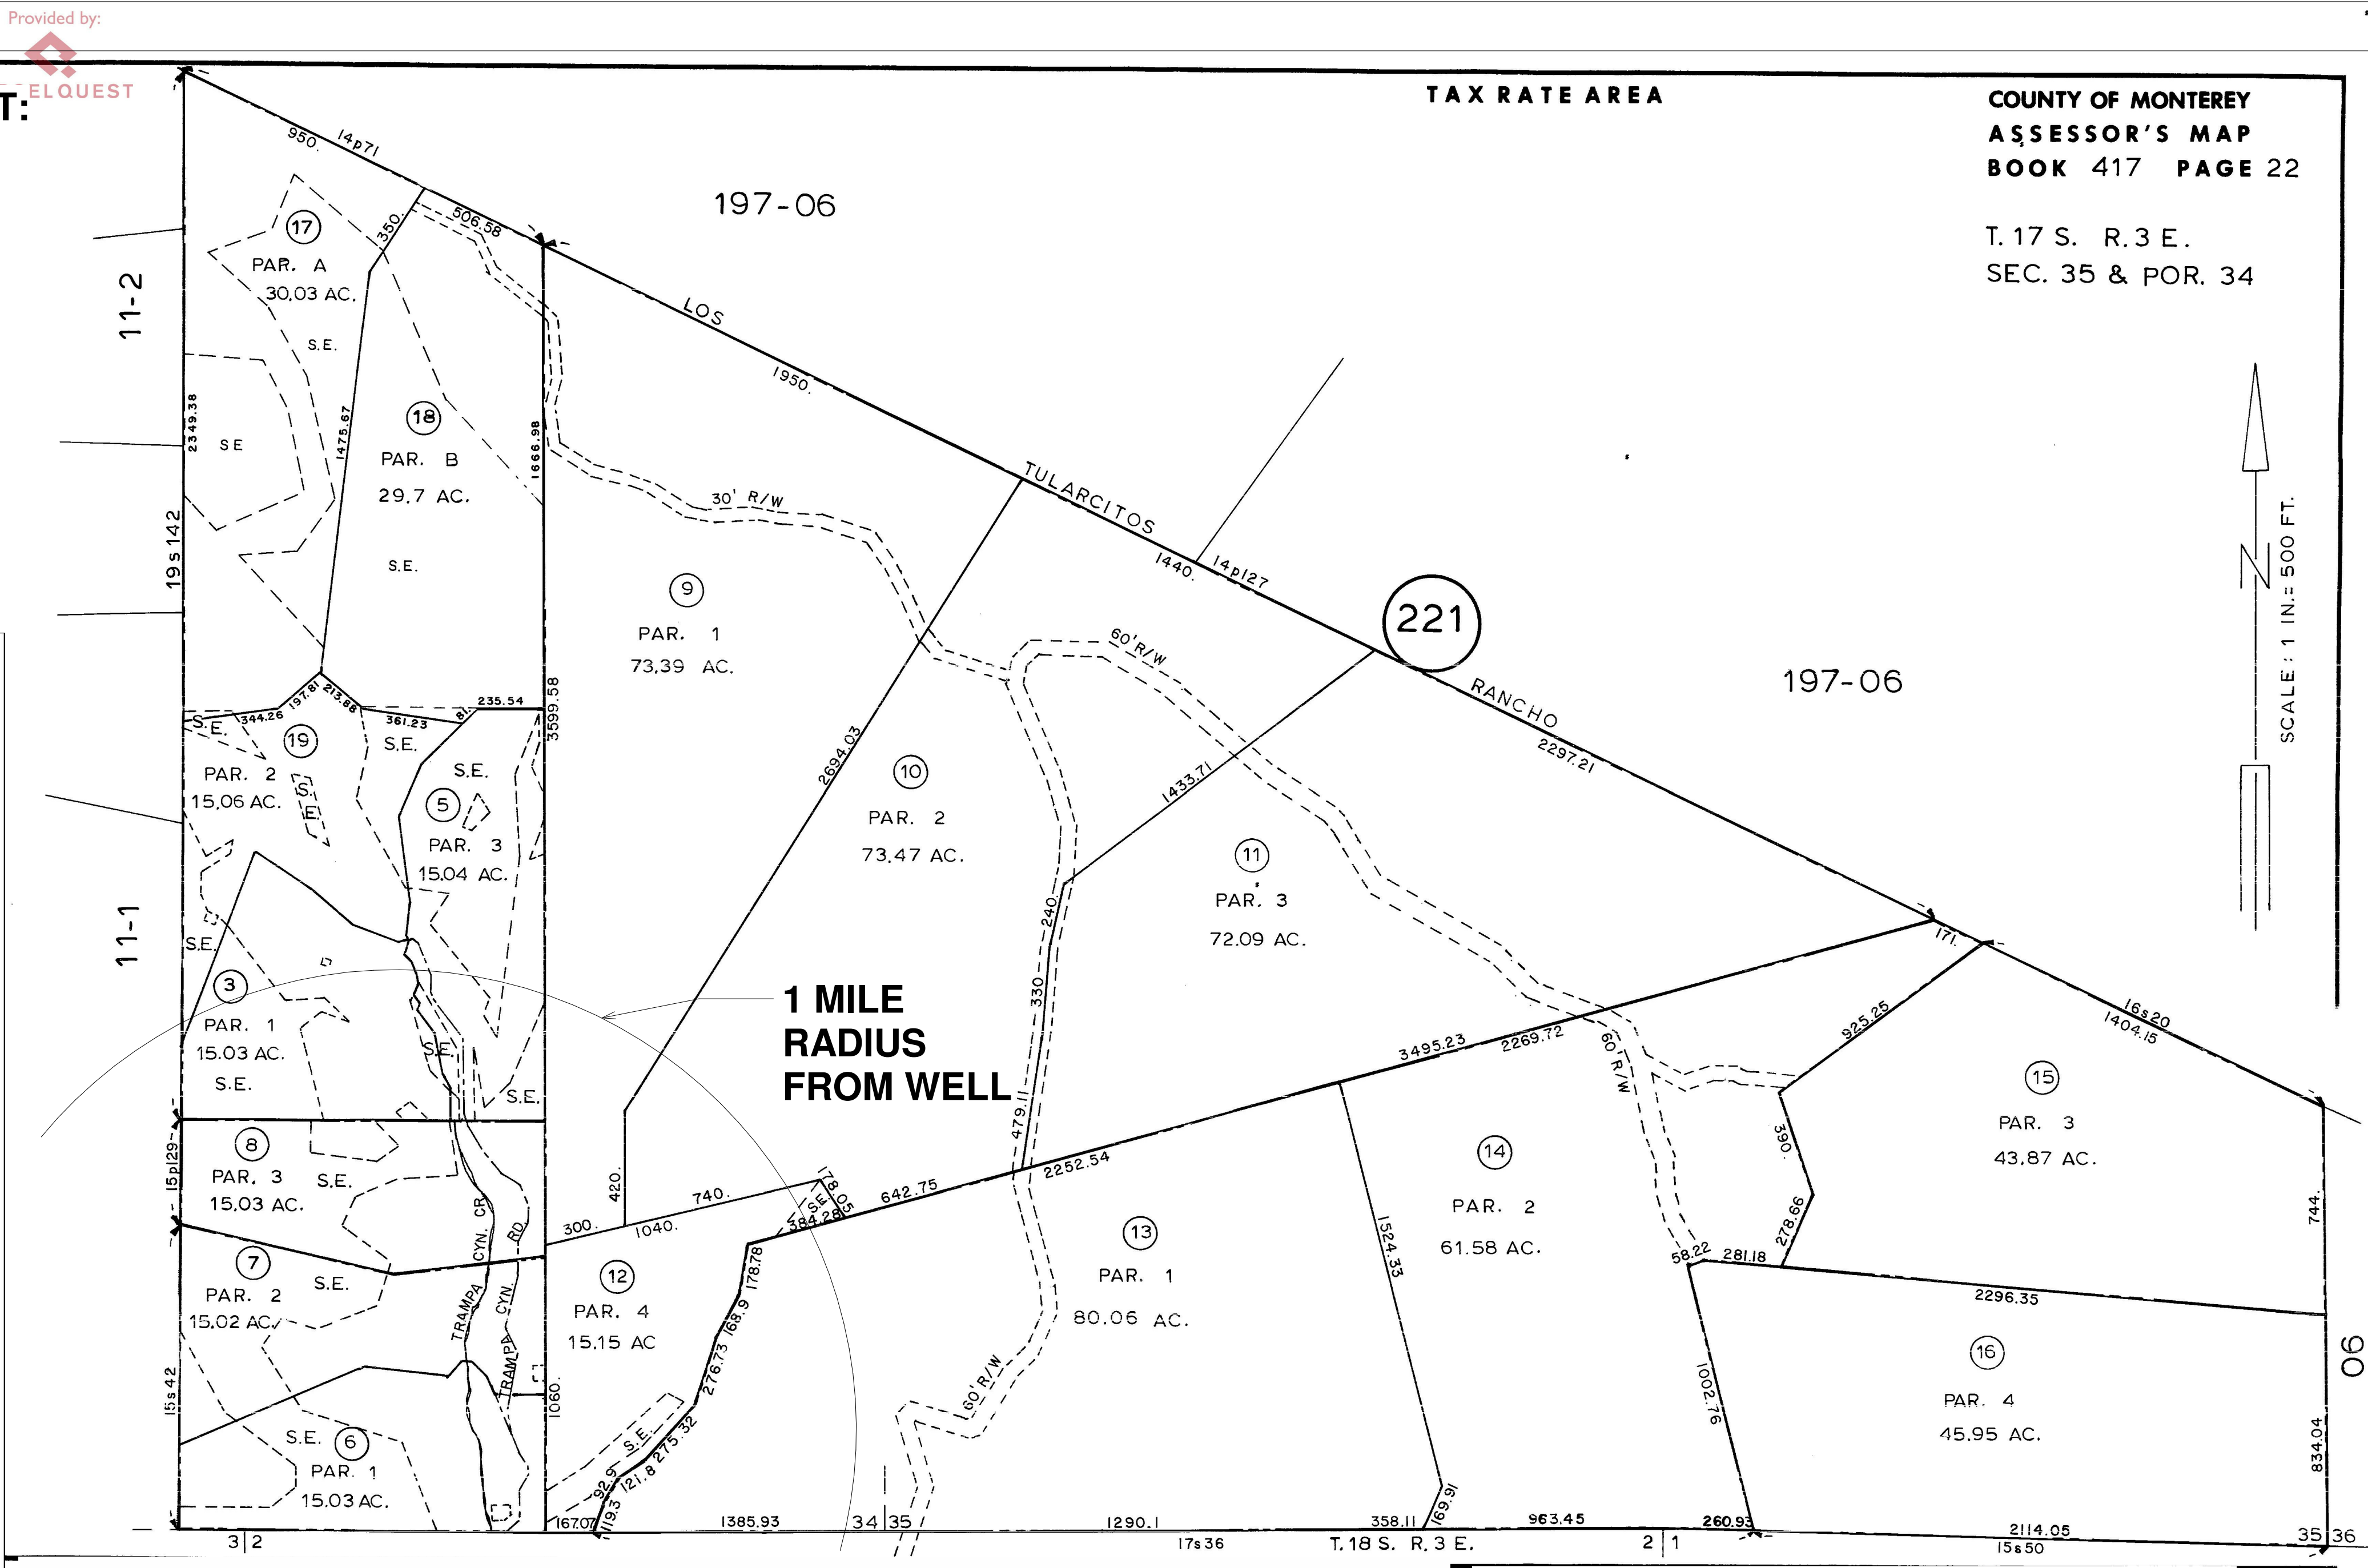 Provided by:
ELQUEST
T:
TAX RATE AREA
COUNTY OF MONTEREY
ASSESSOR'S MAP
BOOK 417 PAGE 22
T. 17 S. R. 3 E.
SEC. 35 & POR. 34
950.
14p71
197-06
350.
506.58
17
PAR. A
30.03 AC.
S.E.
11-2
LOS
1950.
2349.38
S E
1475.67
18
PAR. B
29.7 AC.
S.E.
1666.98
30' R/W
TULARCITOS
1440.
14p127
19s142
SCALE: 1 IN. = 500 FT.
N
9
PAR. 1
73.39 AC.
221
60' R/W
197-06
RANCHO
2297.21
S.E.
344.26
197.81
213.88
361.23
81.
235.54
3599.58
19
PAR. 2
15.06 AC.
S.E.
S.E.
S.E.
5
PAR. 3
15.04 AC.
2694.03
10
PAR. 2
73.47 AC.
1433.71
11
PAR. 3
72.09 AC.
11-1
S.E.
240.
330
479.11
171.
3
PAR. 1
15.03 AC.
S.E.
S.E.
S.E.
1 MILE
RADIUS
FROM WELL
3495.23
2269.72
60' R/W
925.25
16s20
1404.15
15
PAR. 3
43.87 AC.
15p129
8
PAR. 3
15.03 AC.
S.E.
420.
740.
178.05
S.E.
384.28
642.75
2252.54
300.
1040.
14
PAR. 2
61.58 AC.
390.
278.66
744.
TRAMPA CYN. CR.
TRAMPA CYN. RD.
7
PAR. 2
15.02 AC.
S.E.
12
PAR. 4
15.15 AC
178.78
168.9
276.73
13
PAR. 1
80.06 AC.
1524.33
58.22
281.18
2296.35
15s42
1060.
60' R/W
1002.76
16
PAR. 4
45.95 AC.
06
834.04
S.E.
6
PAR. 1
15.03 AC.
S.E.
275.32
121.8
92.9
119.3
169.91
167.07
1385.93
34 35
1290.1
358.11
963.45
260.93
2114.05
35 36
3 2
17s36
T. 18 S. R. 3 E.
2 1
15s50